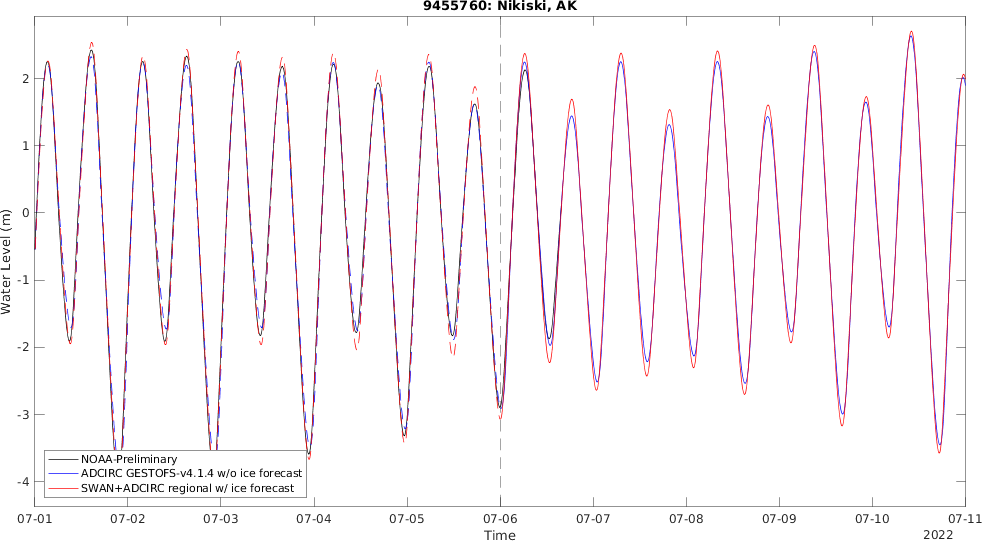 9455760: Nikiski, AK
Water Level (m)
2
1
0
-1
-2
-3
-4
NOAA-Preliminary
ADCIRC GESTOFS-v4.1.4 w/o ice forecast
SWAN+ADCIRC regional w/ ice forecast
07-01 07-02 07-03 07-04 07-05 07-06 07-07 07-08 07-09 07-10 07-11
Time
2022